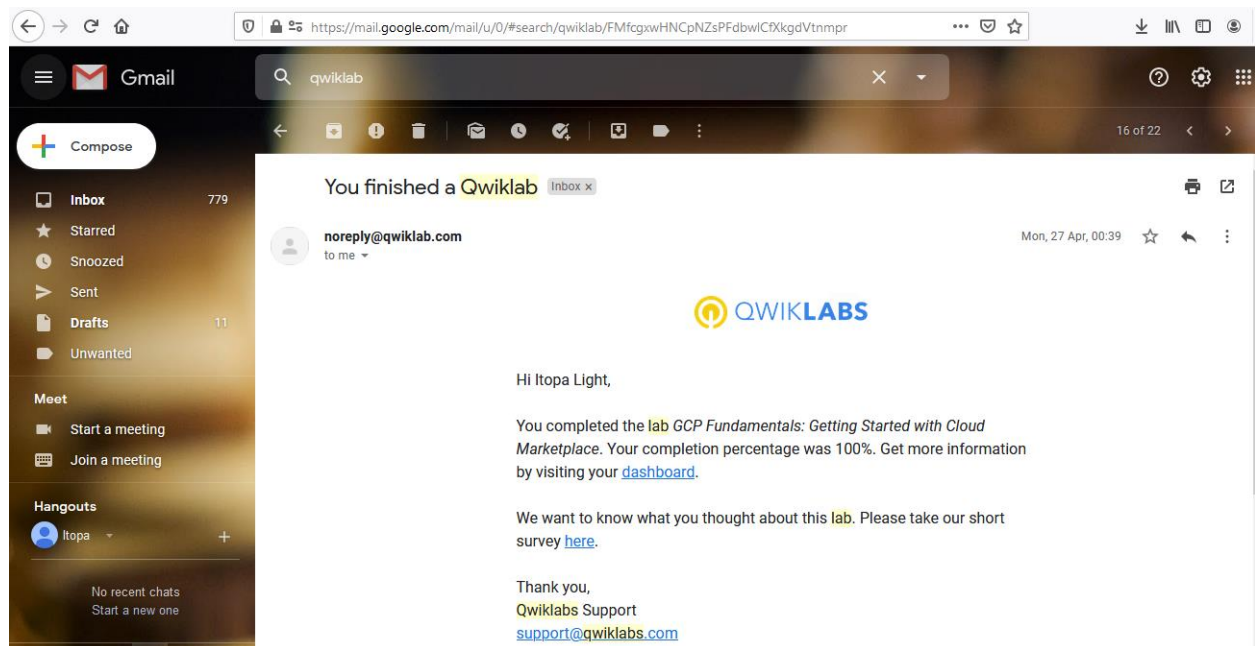 https://mail.google.com/mail/u/0/#search/qwiklab/FMfcgxwHNCpNZsPFdbwlCfXkgdVtnmpr
Gmail
qwiklab
Compose
16 of 22
Inbox 779
Starred
Snoozed
Sent
Drafts 11
Unwanted
Meet
Start a meeting
Join a meeting
Hangouts
Itopa
No recent chats
Start a new one
You finished a Qwiklab Inbox x
noreply@qwiklab.com Mon, 27 Apr, 00:39
to me
QWIKLABS
Hi Itopa Light,
You completed the lab GCP Fundamentals: Getting Started with Cloud
Marketplace. Your completion percentage was 100%. Get more information
by visiting your dashboard.
We want to know what you thought about this lab. Please take our short
survey here.
Thank you,
Qwiklabs Support
support@qwiklabs.com